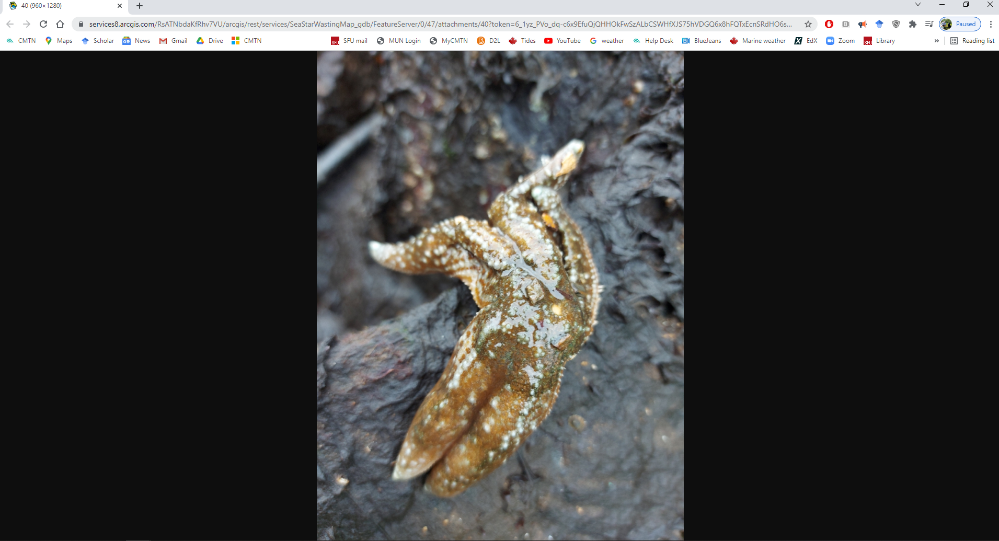 40 (960×1280)
services8.arcgis.com/RsATNbdaKfRhv7VU/arcgis/rest/services/SeaStarWastingMap_gdb/FeatureServer/0/47/attachments/40?token=6_1yz_PVo_dq-c6x9EfuQjQHHOkFwSzALbCSWHfXJS75hVDGQ6x8hFQTxEcnSRdHO6s...
Paused
CMTN Maps Scholar News Gmail Drive CMTN SFU SFU mail MUN Login MyCMTN D2L Tides YouTube weather Help Desk BlueJeans Marine weather EdX Zoom SFU Library » Reading list